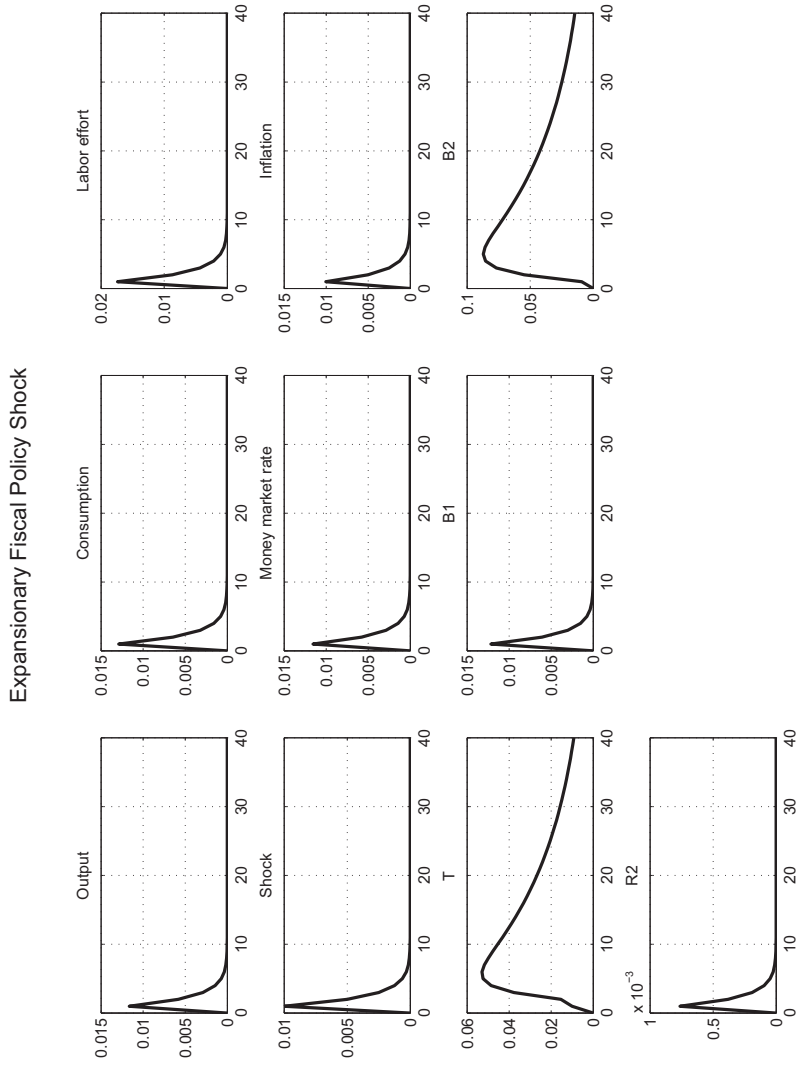 Expansionary Fiscal Policy Shock
Output
0.015
0.01
0.005
0
0 10 20 30 40
Consumption
0.015
0.01
0.005
0
0 10 20 30 40
Labor effort
0.02
0.01
0
0 10 20 30 40
Shock
0.01
0.005
0
0 10 20 30 40
Money market rate
0.015
0.01
0.005
0
0 10 20 30 40
Inflation
0.015
0.01
0.005
0
0 10 20 30 40
T
0.06
0.04
0.02
0
0 10 20 30 40
B1
0.015
0.01
0.005
0
0 10 20 30 40
B2
0.1
0.05
0
0 10 20 30 40
R2
x 10⁻³
1
0.5
0
0 10 20 30 40